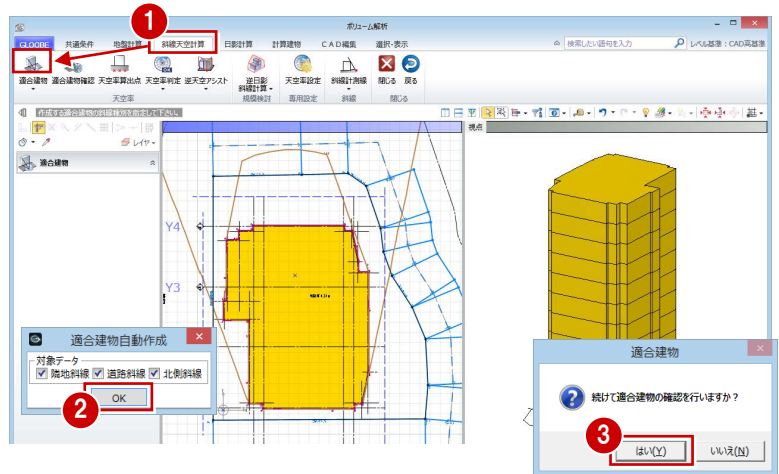 1
ボリューム解析
GLOOBE 共通条件 地盤計算 斜線天空計算 日影計算 計算建物 CAD編集 選択・表示
検索したい語句を入力 レベル基準：CAD高基準
適合建物 適合建物確認 天空率算出点 天空率判定 逆天空アシスト 逆日影斜線計算 天空率設定 斜線計測線 閉じる 戻る
天空率 規模検討 専用設定 斜線 閉じる
作成する適合建物の斜線種類を指定して下さい。
レイヤ
視点
適合建物
Y4
Y3
適合建物自動作成
対象データ
隣地斜線 道路斜線 北側斜線
OK
2
適合建物
続けて適合建物の確認を行いますか？
3
はい(Y) いいえ(N)